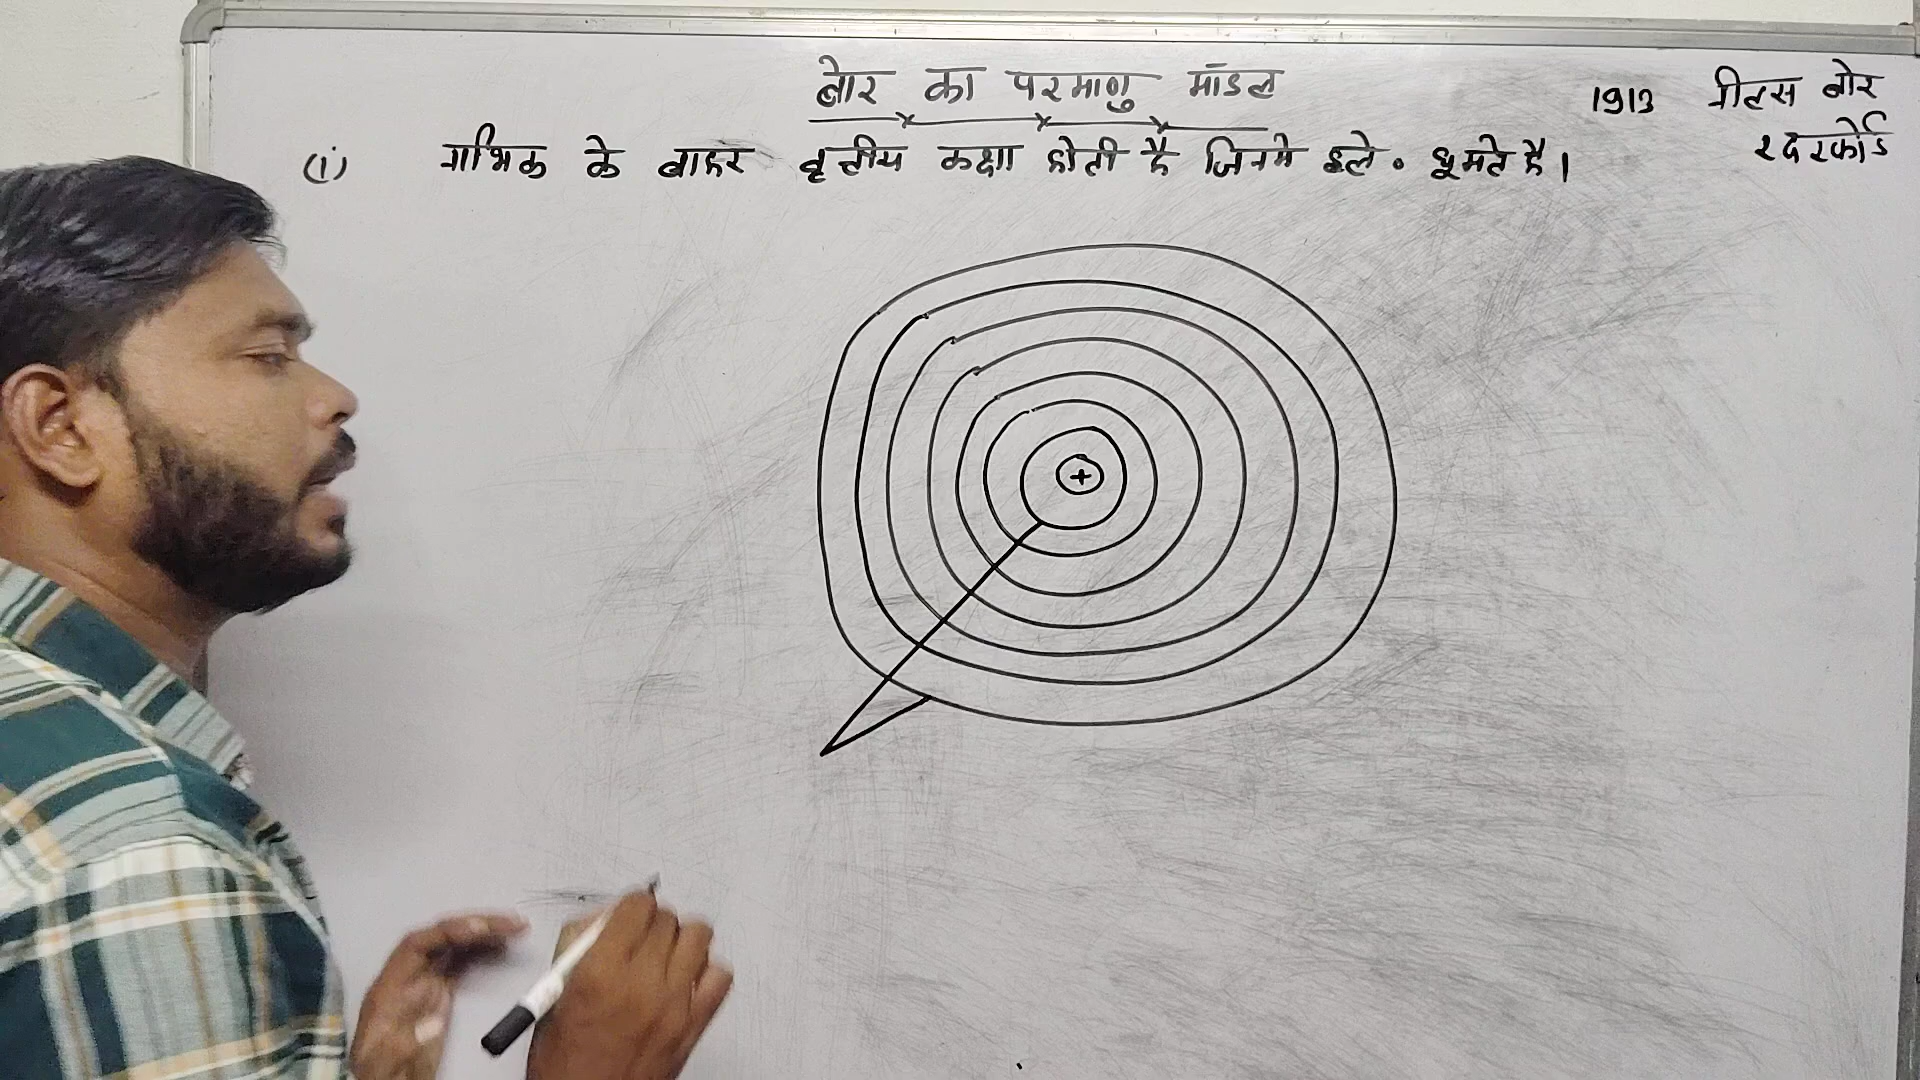 बोर का परमाणु मॉडल
1913 नील्स बोर
रदरफोर्ड
(i) नाभिक के बाहर वृत्तीय कक्षा होती है जिनमे इले० घूमते है।
+